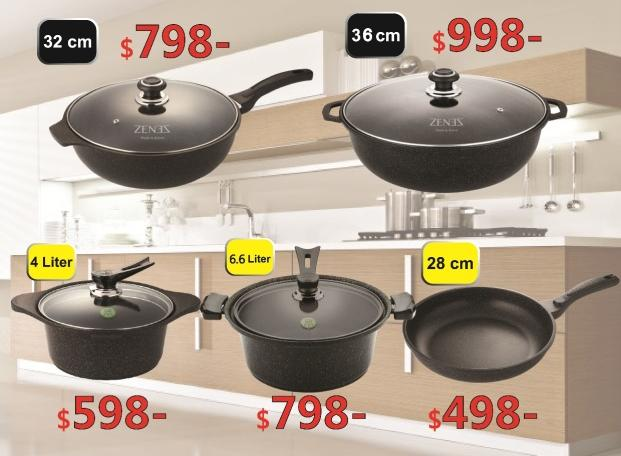 32 cm
$798-
36 cm
$998-
ZENEZ
ZENEZ
4 Liter
6.6 Liter
28 cm
$598-
$798-
$498-